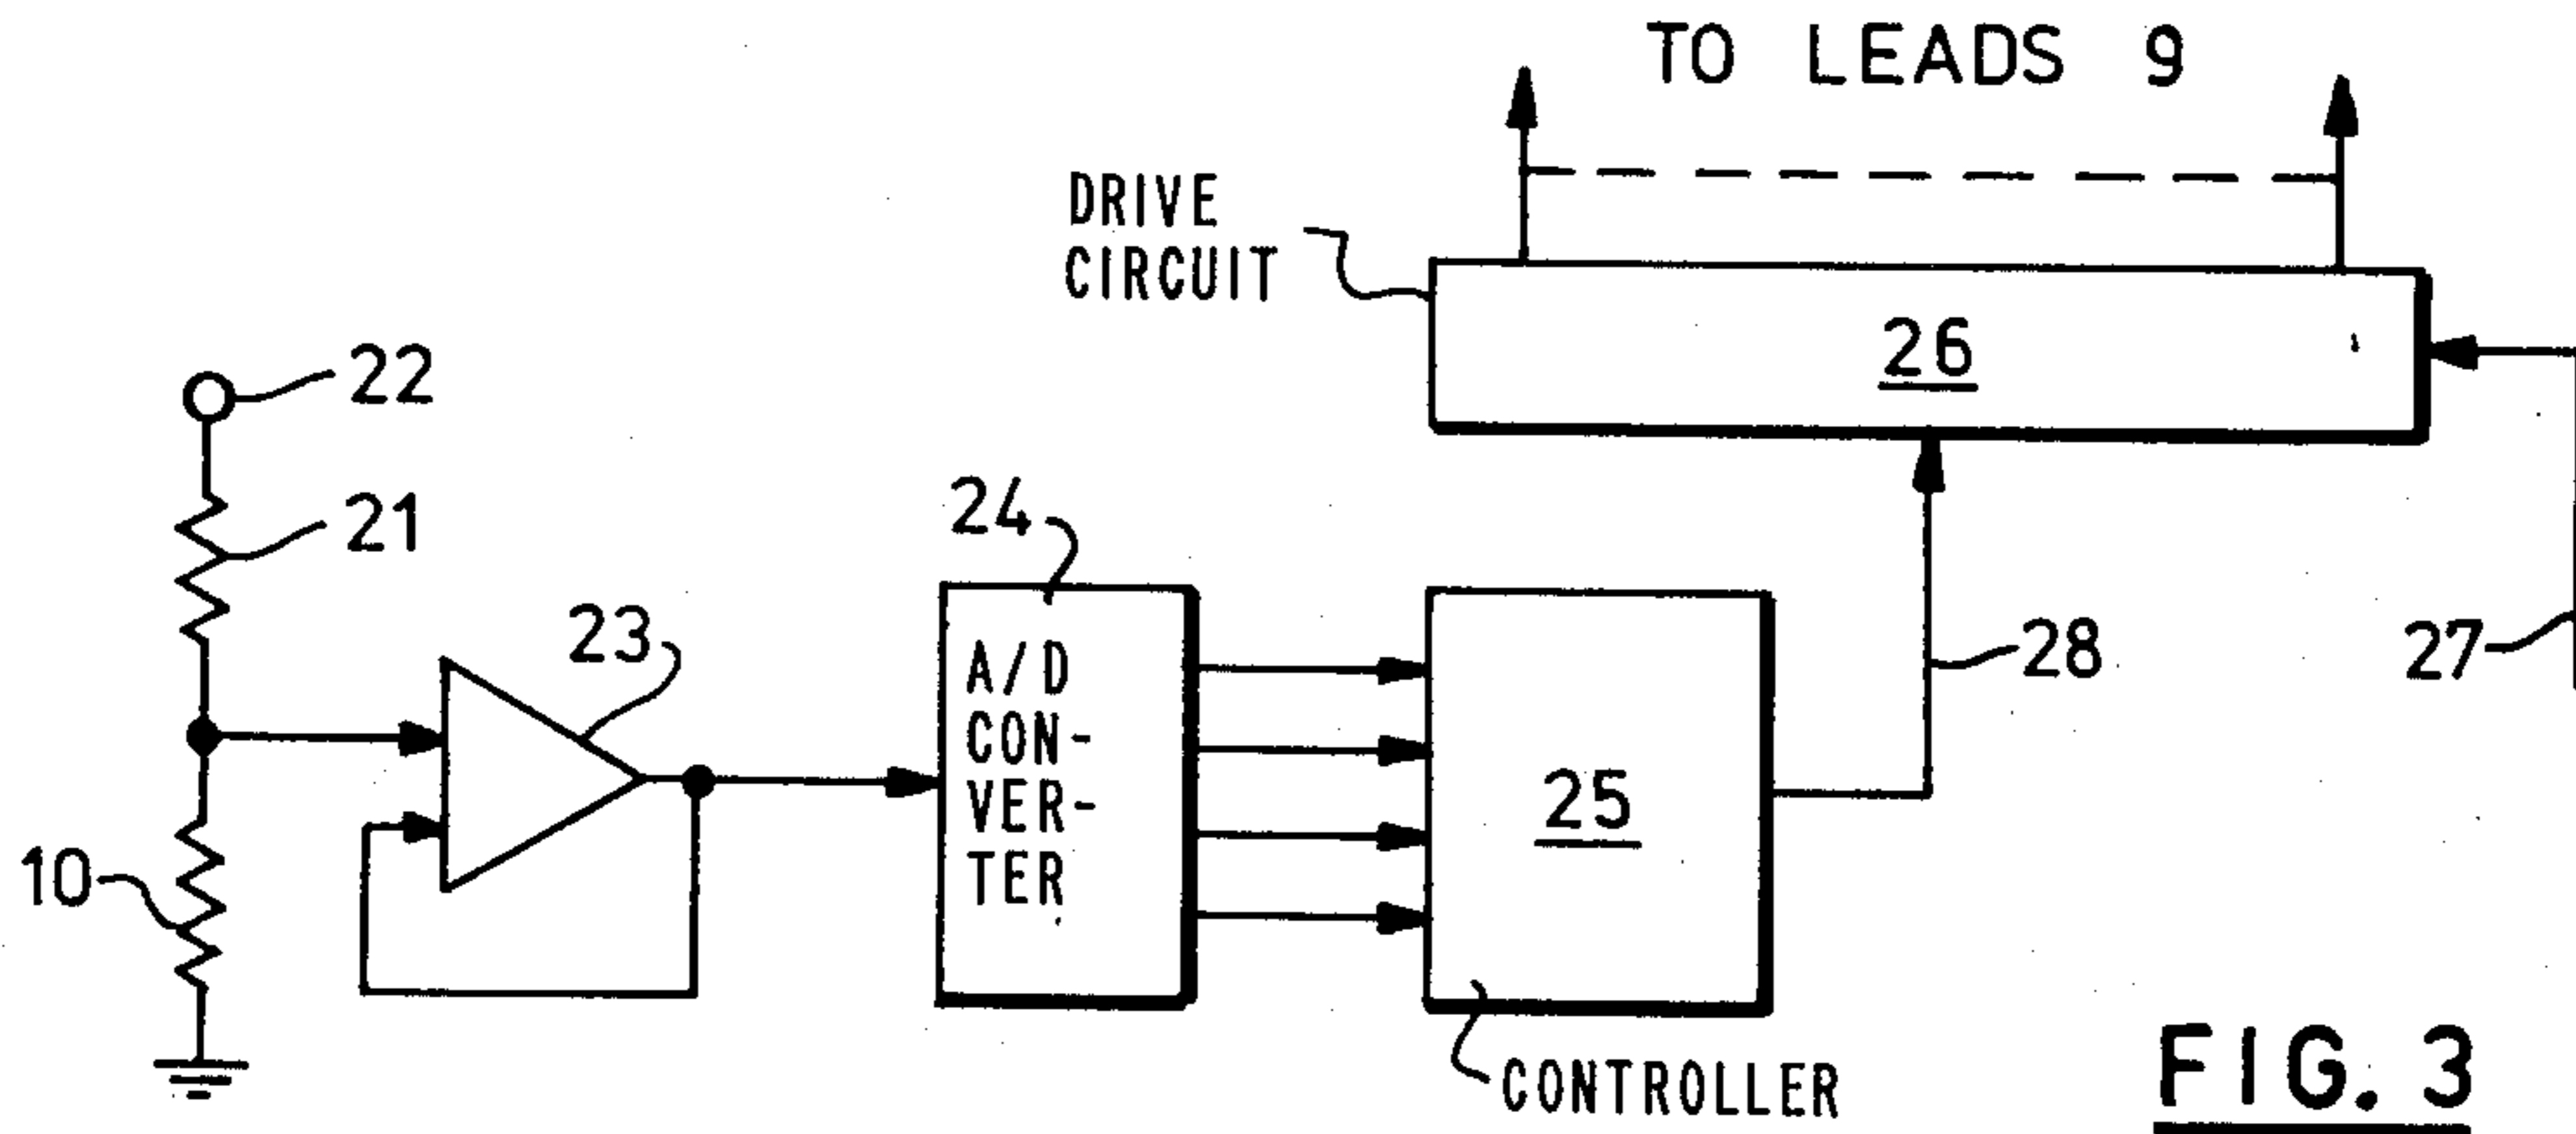 TO LEADS 9
DRIVE
CIRCUIT
26
22
21
24
23
A/D
CON-
VER-
TER
25
28
27
10
CONTROLLER
FIG. 3